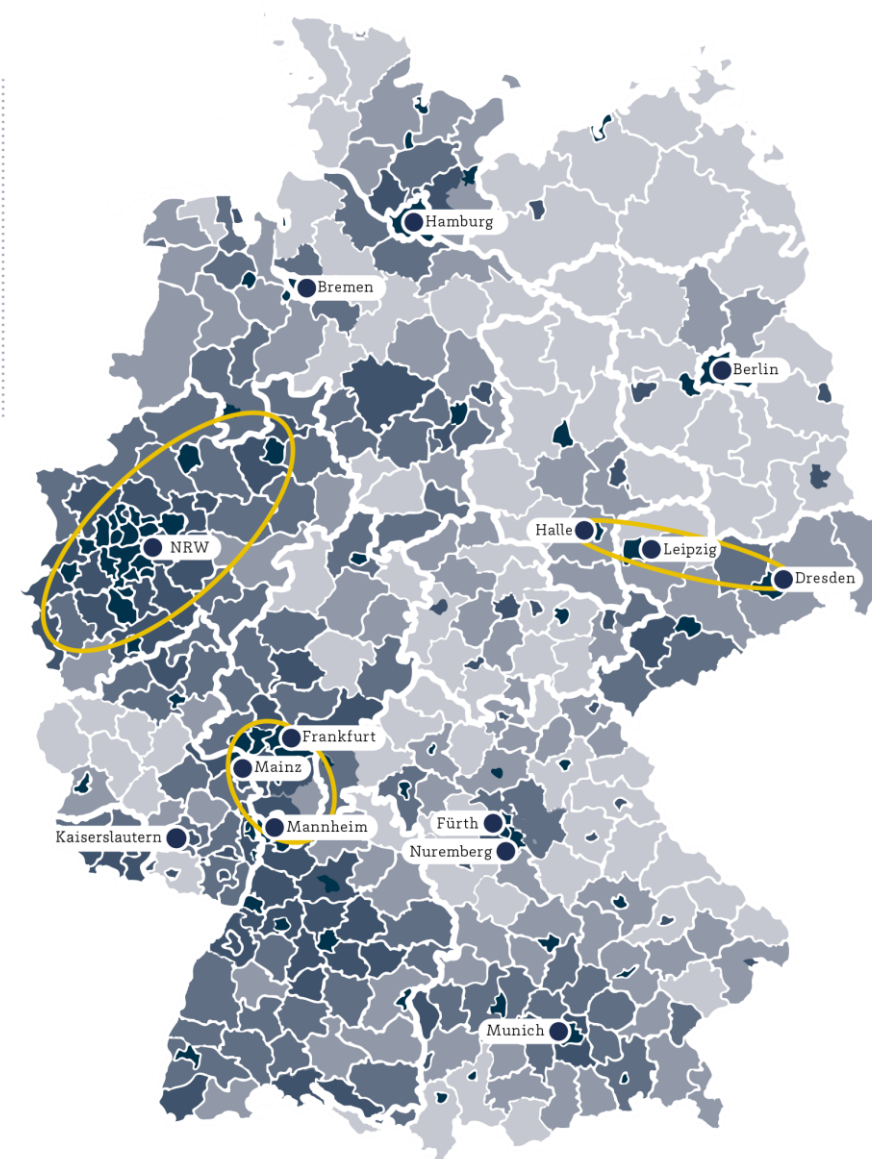 Hamburg
Bremen
Berlin
Halle
NRW
Leipzig
Dresden
Frankfurt
Mainz
Kaiserslautern
Mannheim
Fürth
Nuremberg
Munich